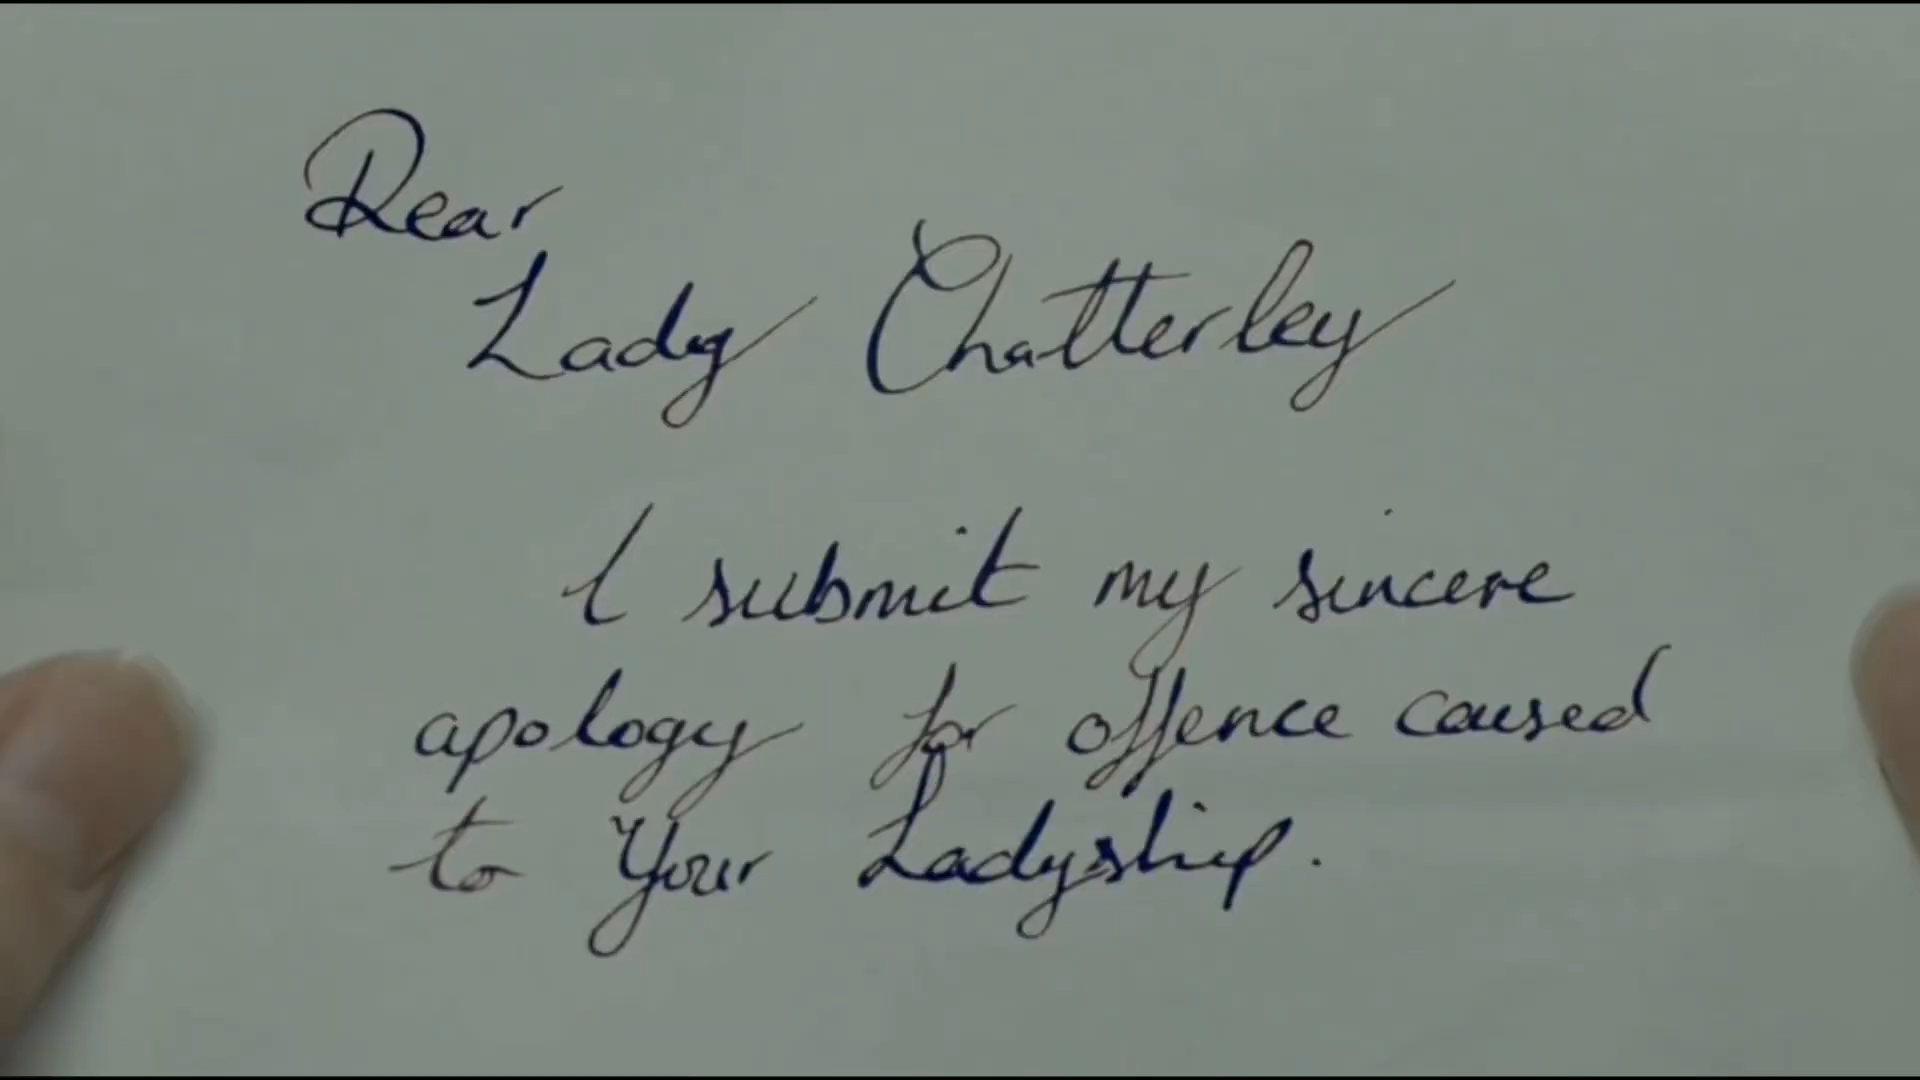 Dear
Lady Chatterley
I submit my sincere
apology for offence caused
to Your Ladyship.